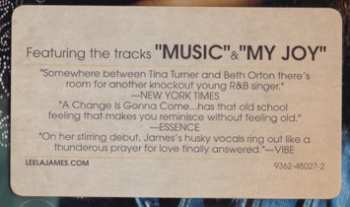 Featuring the tracks "MUSIC" & "MY JOY"
"Somewhere between Tina Turner and Beth Orton there's
room for another knockout young R&B singer."
—NEW YORK TIMES
"A Change Is Gonna Come...has that old school
feeling that makes you reminisce without feeling old."
—ESSENCE
"On her stirring debut, James's husky vocals ring out like a
thunderous prayer for love finally answered."—VIBE
LEELAJAMES.COM 9362-48027-2